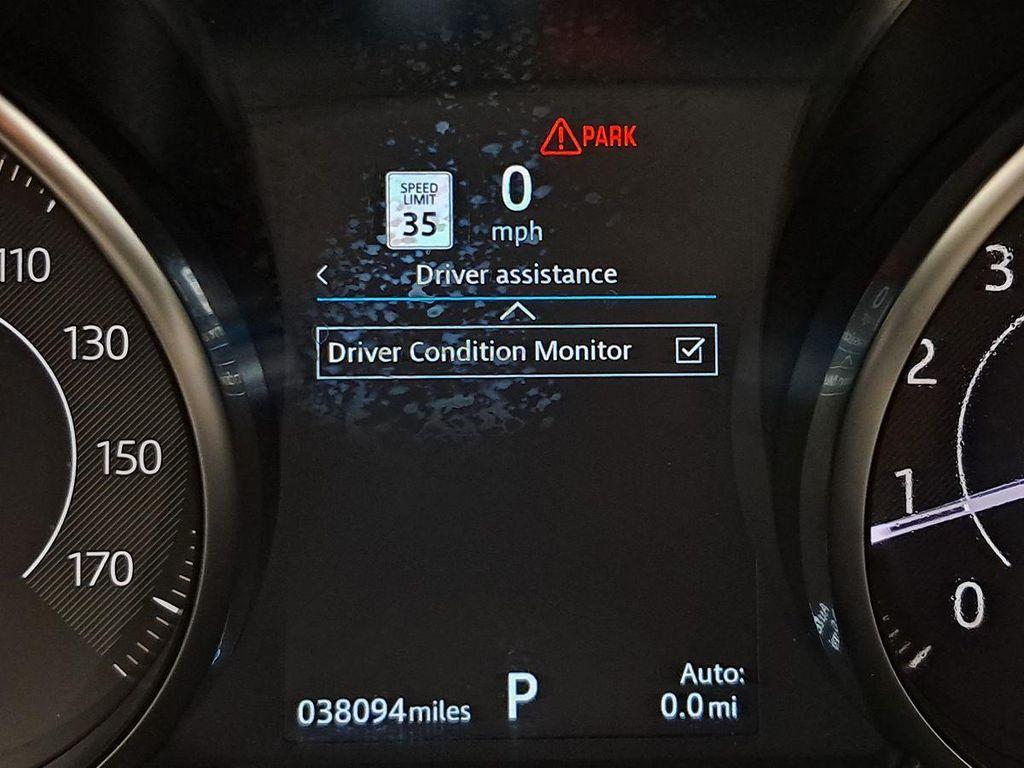 PARK
SPEED
LIMIT
35
0
mph
Driver assistance
Driver Condition Monitor
110
130
150
170
3
2
1
0
038094miles
P
Auto:
0.0 mi